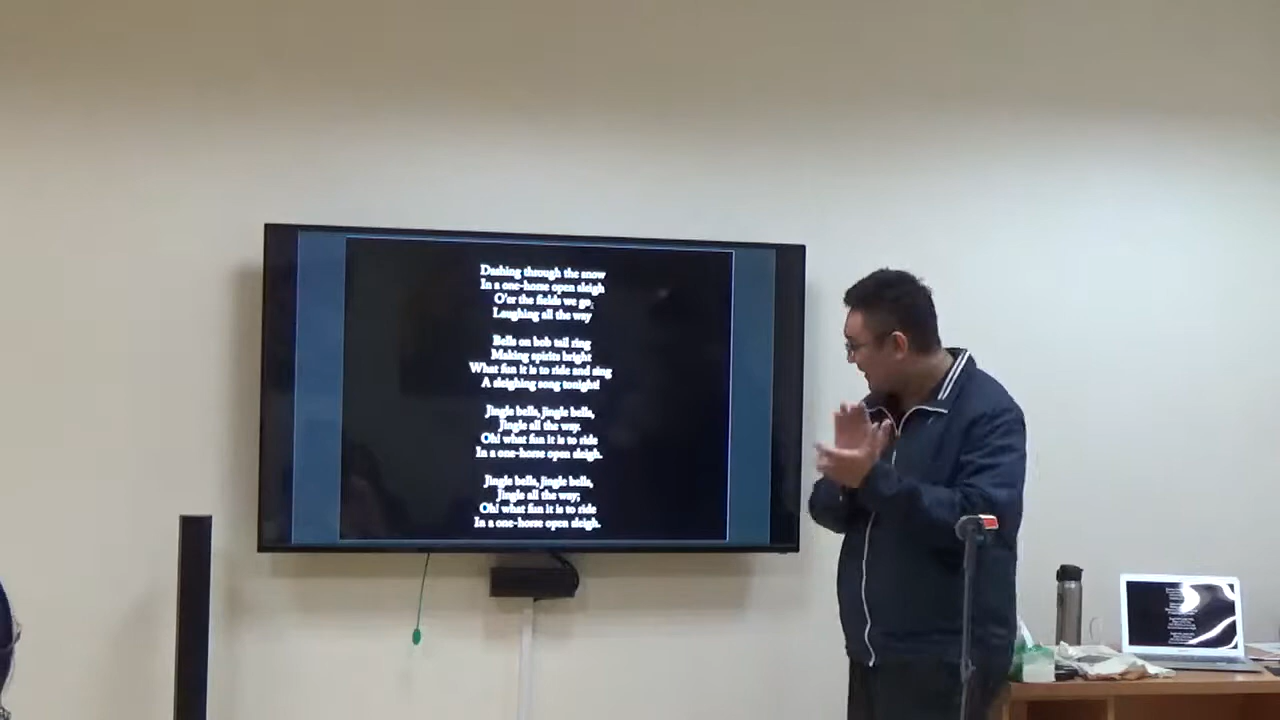 Dashing through the snow
In a one-horse open sleigh
O'er the fields we go,
Laughing all the way
Bells on bob tail ring
Making spirits bright
What fun it is to ride and sing
A sleighing song tonight!
Jingle bells, jingle bells,
Jingle all the way.
Oh! what fun it is to ride
In a one-horse open sleigh.
Jingle bells, jingle bells,
Jingle all the way;
Oh! what fun it is to ride
In a one-horse open sleigh.